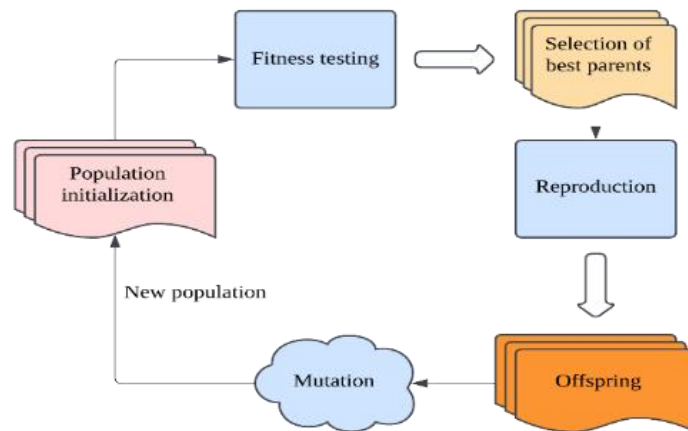 Fitness testing
Selection of
best parents
Population
initialization
Reproduction
New population
Mutation
Offspring